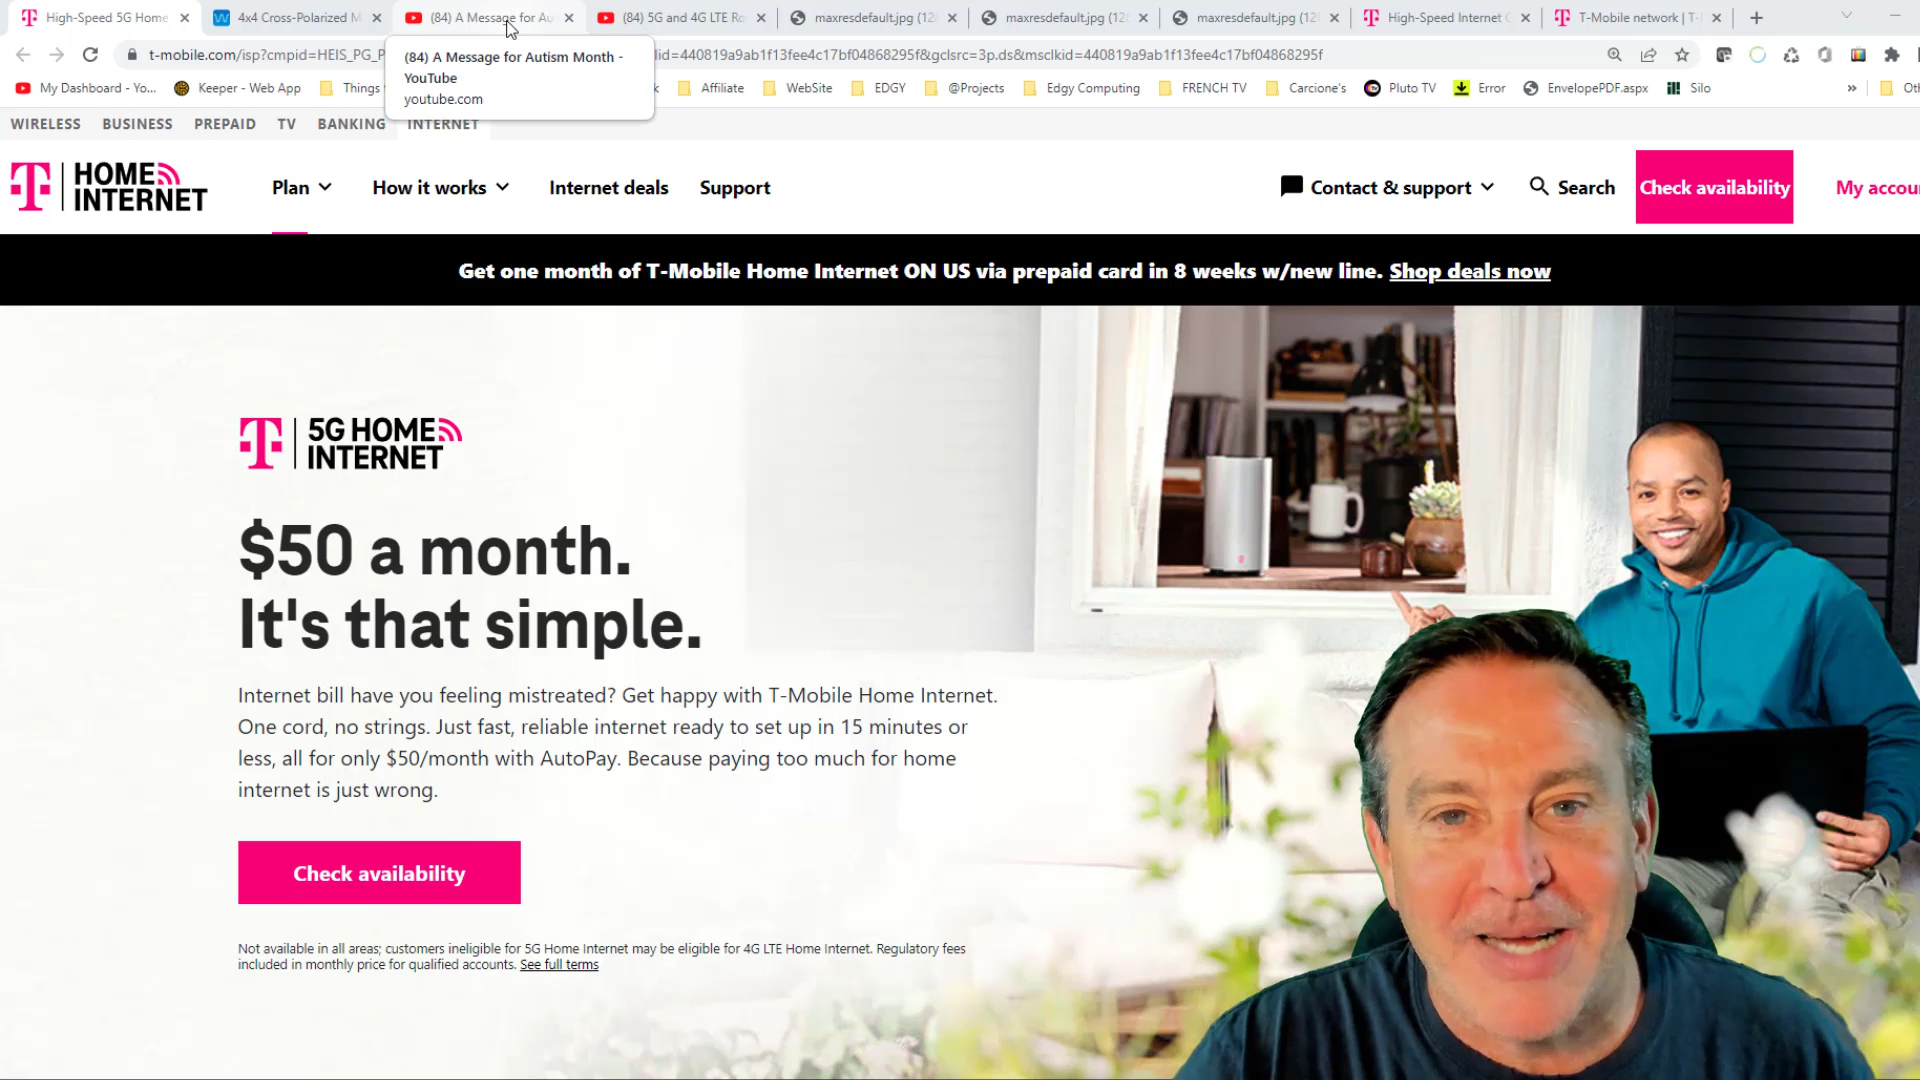 High-Speed 5G Home
4x4 Cross-Polarized M
(84) A Message for Au
(84) 5G and 4G LTE Ro
maxresdefault.jpg (12
maxresdefault.jpg (12
maxresdefault.jpg (12
High-Speed Internet
T-Mobile network | T-
t-mobile.com/isp?cmpid=HEIS_PG_P
lid=440819a9ab1f13fee4c17bf04868295f&gclsrc=3p.ds&msclkid=440819a9ab1f13fee4c17bf04868295f
(84) A Message for Autism Month -
YouTube
youtube.com
My Dashboard - Yo...
Keeper - Web App
Things
Affiliate
WebSite
EDGY
@Projects
Edgy Computing
FRENCH TV
Carcione's
Pluto TV
Error
EnvelopePDF.aspx
Silo
»
Oth
WIRELESS BUSINESS PREPAID TV BANKING INTERNET
T HOME INTERNET
Plan
How it works
Internet deals
Support
Contact & support
Search
Check availability
My accou
Get one month of T-Mobile Home Internet ON US via prepaid card in 8 weeks w/new line. Shop deals now
T 5G HOME
INTERNET
$50 a month.
It's that simple.
Internet bill have you feeling mistreated? Get happy with T-Mobile Home Internet.
One cord, no strings. Just fast, reliable internet ready to set up in 15 minutes or
less, all for only $50/month with AutoPay. Because paying too much for home
internet is just wrong.
Check availability
Not available in all areas; customers ineligible for 5G Home Internet may be eligible for 4G LTE Home Internet. Regulatory fees
included in monthly price for qualified accounts. See full terms